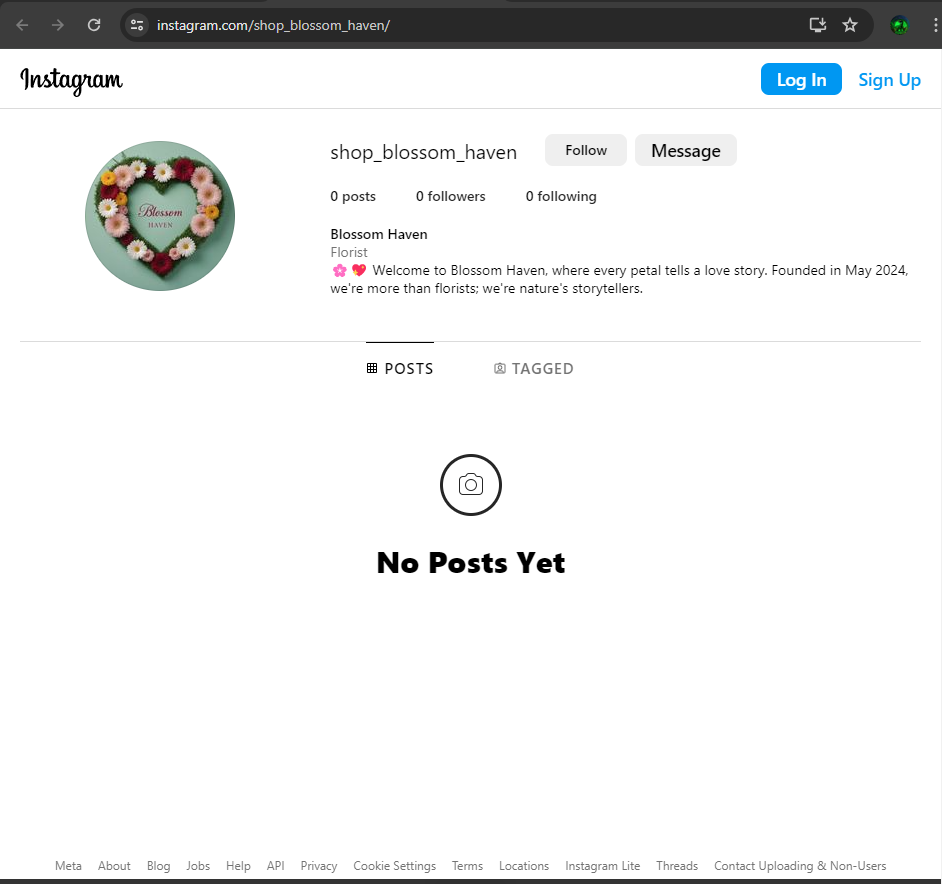 instagram.com/shop_blossom_haven/
Instagram
Log In
Sign Up
shop_blossom_haven
Follow
Message
0 posts
0 followers
0 following
Blossom
HAVEN
Blossom Haven
Florist
🌸 💖 Welcome to Blossom Haven, where every petal tells a love story. Founded in May 2024,
we're more than florists; we're nature's storytellers.
POSTS
TAGGED
No Posts Yet
Meta
About
Blog
Jobs
Help
API
Privacy
Cookie Settings
Terms
Locations
Instagram Lite
Threads
Contact Uploading & Non-Users